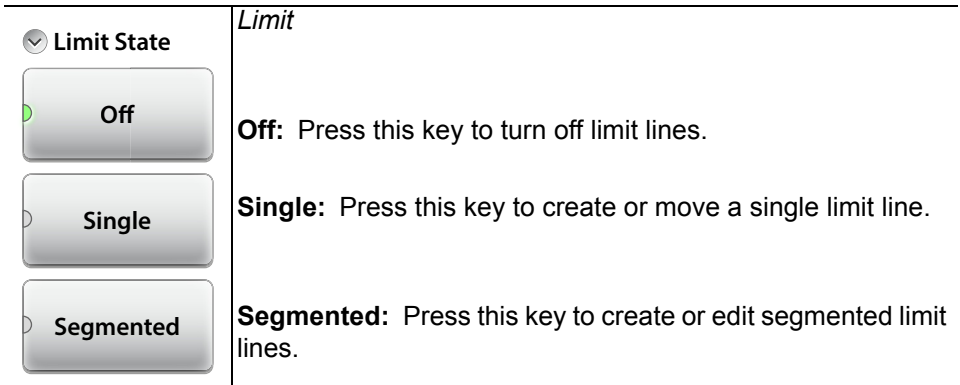 Limit State
Off
Single
Segmented
Limit
Off: Press this key to turn off limit lines.
Single: Press this key to create or move a single limit line.
Segmented: Press this key to create or edit segmented limit
lines.